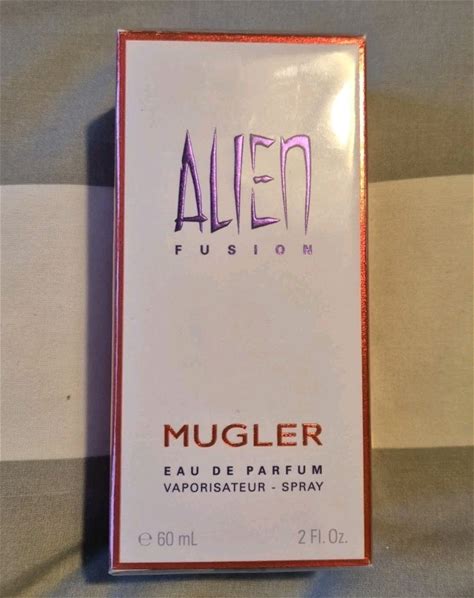 ALIEN
FUSION
MUGLER
EAU DE PARFUM
VAPORISATEUR - SPRAY
℮ 60 mL 2 Fl. Oz.